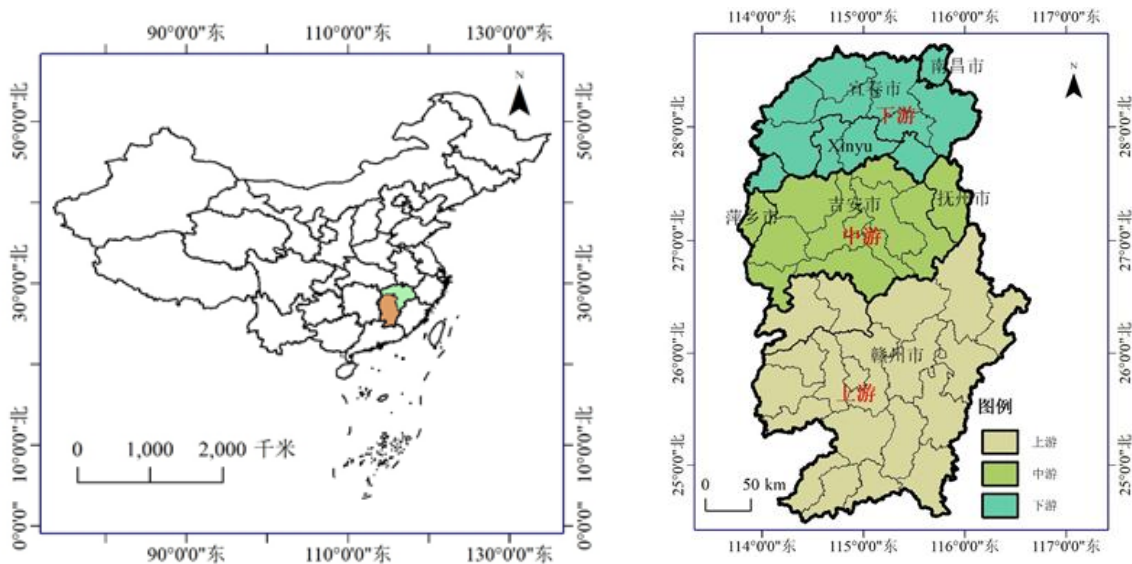 90°0'0"东 110°0'0"东 130°0'0"东
50°0'0"北 50°0'0"北
30°0'0"北 30°0'0"北
10°0'0"北 10°0'0"北
0°0'0" 0°0'0"
N
0 1,000 2,000 千米
90°0'0"东 110°0'0"东 130°0'0"东
114°0'0"东 115°0'0"东 116°0'0"东 117°0'0"东
28°0'0"北 28°0'0"北
27°0'0"北 27°0'0"北
26°0'0"北 26°0'0"北
25°0'0"北 25°0'0"北
N
南昌市
宜春市
下游
Xinyu
萍乡市 吉安市 抚州市
中游
赣州市
上游
图例
上游
中游
下游
0 50 km
114°0'0"东 115°0'0"东 116°0'0"东 117°0'0"东